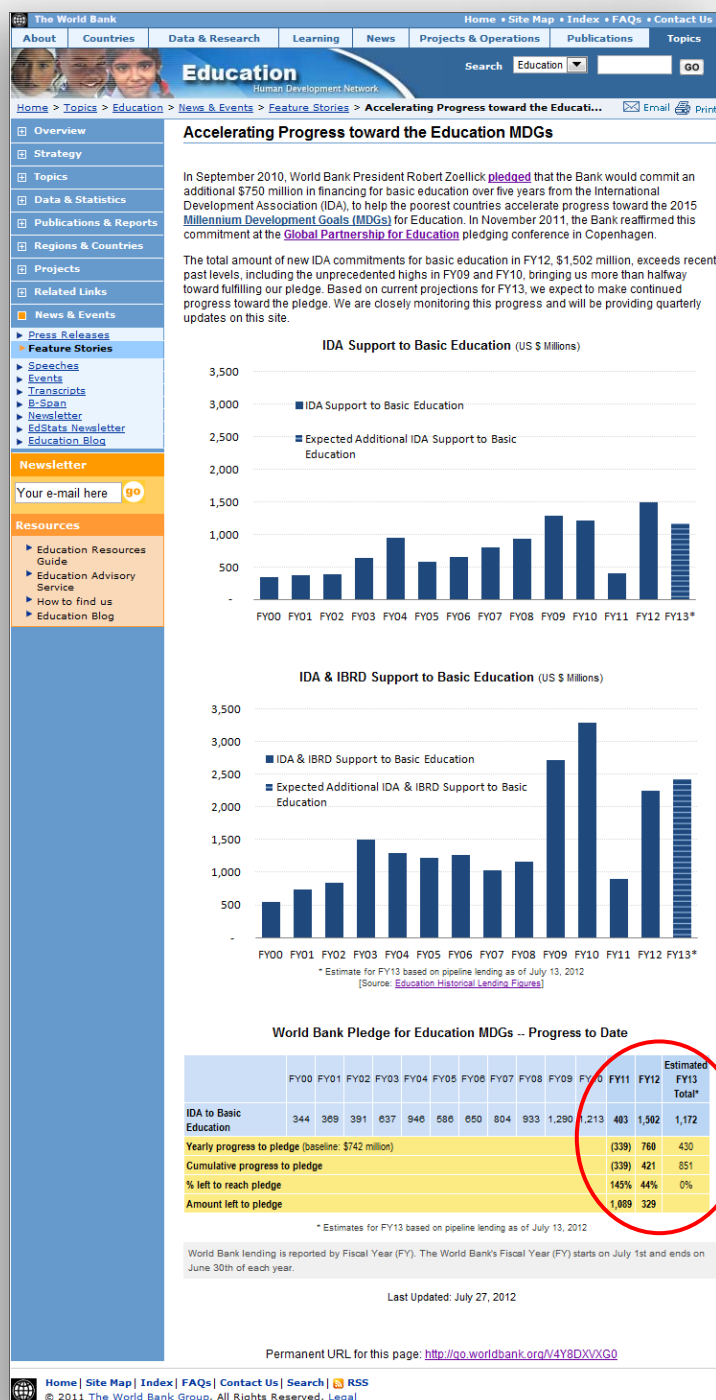 The World Bank
Home • Site Map • Index • FAQs • Contact Us
About Countries Data & Research Learning News Projects & Operations Publications Topics
Education
Human Development Network
Search Education GO
Home > Topics > Education > News & Events > Feature Stories > Accelerating Progress toward the Educati... Email Print
Overview
Strategy
Topics
Data & Statistics
Publications & Reports
Regions & Countries
Projects
Related Links
News & Events
Press Releases
Feature Stories
Speeches
Events
Transcripts
B-Span
Newsletter
EdStats Newsletter
Education Blog
Newsletter
Your e-mail here go
Resources
Education Resources
Guide
Education Advisory
Service
How to find us
Education Blog
Accelerating Progress toward the Education MDGs
In September 2010, World Bank President Robert Zoellick pledged that the Bank would commit an
additional $750 million in financing for basic education over five years from the International
Development Association (IDA), to help the poorest countries accelerate progress toward the 2015
Millennium Development Goals (MDGs) for Education. In November 2011, the Bank reaffirmed this
commitment at the Global Partnership for Education pledging conference in Copenhagen.
The total amount of new IDA commitments for basic education in FY12, $1,502 million, exceeds recent
past levels, including the unprecedented highs in FY09 and FY10, bringing us more than halfway
toward fulfilling our pledge. Based on current projections for FY13, we expect to make continued
progress toward the pledge. We are closely monitoring this progress and will be providing quarterly
updates on this site.
IDA Support to Basic Education (US $ Millions)
3,500
3,000
2,500
2,000
1,500
1,000
500
-
IDA Support to Basic Education
Expected Additional IDA Support to Basic
Education
FY00 FY01 FY02 FY03 FY04 FY05 FY06 FY07 FY08 FY09 FY10 FY11 FY12 FY13*
IDA & IBRD Support to Basic Education (US $ Millions)
3,500
3,000
2,500
2,000
1,500
1,000
500
-
IDA & IBRD Support to Basic Education
Expected Additional IDA & IBRD Support to Basic
Education
FY00 FY01 FY02 FY03 FY04 FY05 FY06 FY07 FY08 FY09 FY10 FY11 FY12 FY13*
* Estimate for FY13 based on pipeline lending as of July 13, 2012
[Source: Education Historical Lending Figures]
World Bank Pledge for Education MDGs -- Progress to Date
FY00 FY01 FY02 FY03 FY04 FY05 FY06 FY07 FY08 FY09 FY10 FY11 FY12 Estimated FY13 Total*
IDA to Basic Education 344 369 391 637 946 586 650 804 933 1,290 1,213 403 1,502 1,172
Yearly progress to pledge (baseline: $742 million) (339) 760 430
Cumulative progress to pledge (339) 421 851
% left to reach pledge 145% 44% 0%
Amount left to pledge 1,089 329
* Estimates for FY13 based on pipeline lending as of July 13, 2012
World Bank lending is reported by Fiscal Year (FY). The World Bank's Fiscal Year (FY) starts on July 1st and ends on
June 30th of each year.
Last Updated: July 27, 2012
Permanent URL for this page: http://go.worldbank.org/V4Y8DXVXG0
Home | Site Map | Index | FAQs | Contact Us | Search | RSS
© 2011 The World Bank Group, All Rights Reserved. Legal